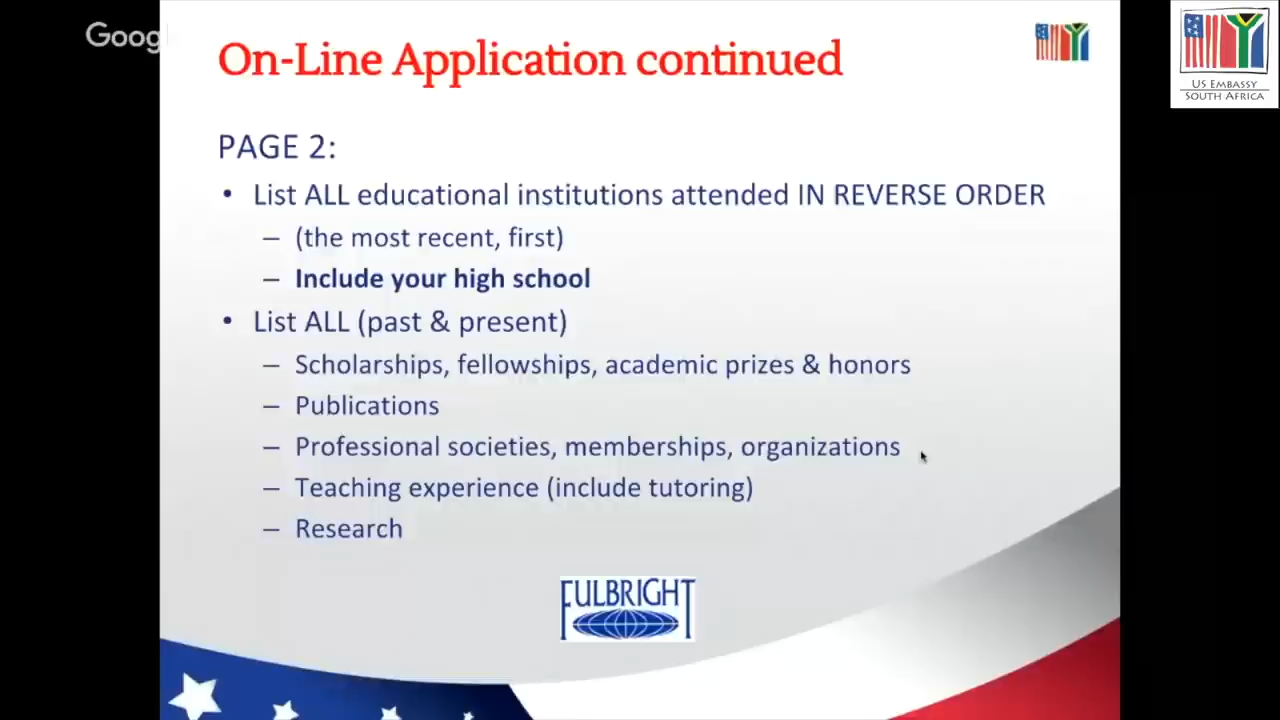 Goog
On-Line Application continued
US EMBASSY
SOUTH AFRICA
PAGE 2:
• List ALL educational institutions attended IN REVERSE ORDER
– (the most recent, first)
– Include your high school
• List ALL (past & present)
– Scholarships, fellowships, academic prizes & honors
– Publications
– Professional societies, memberships, organizations
– Teaching experience (include tutoring)
– Research
FULBRIGHT